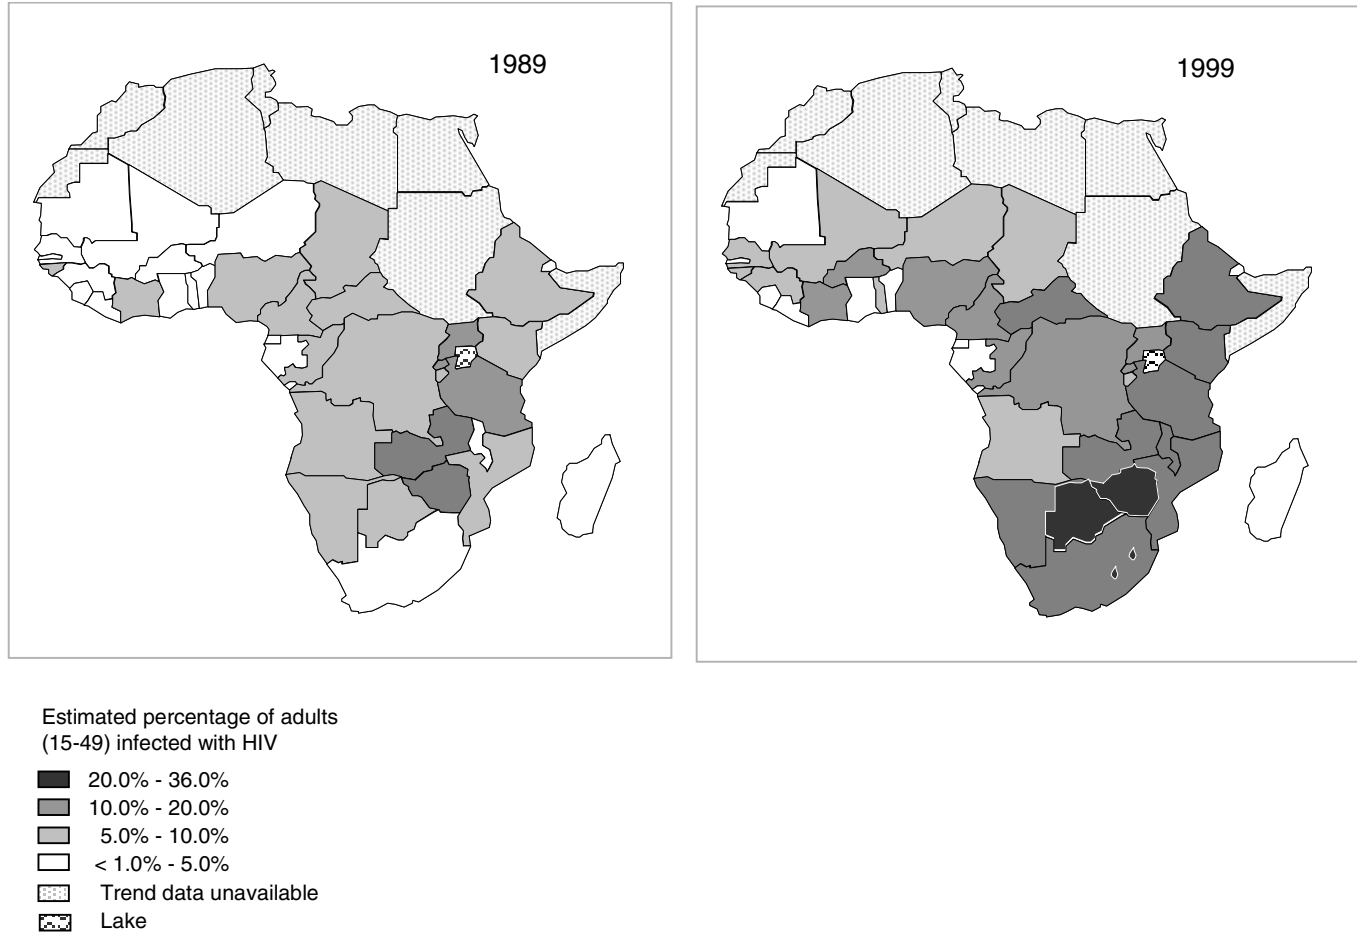 1989
1999
Estimated percentage of adults
(15-49) infected with HIV
20.0% - 36.0%
10.0% - 20.0%
5.0% - 10.0%
< 1.0% - 5.0%
Trend data unavailable
Lake